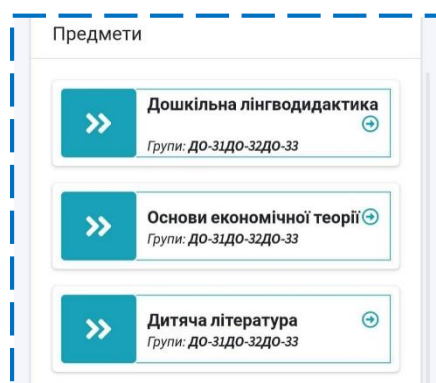 Предмети
Дошкільна лінгводидактика
Групи: ДО-31ДО-32ДО-33
Основи економічної теорії
Групи: ДО-31ДО-32ДО-33
Дитяча література
Групи: ДО-31ДО-32ДО-33